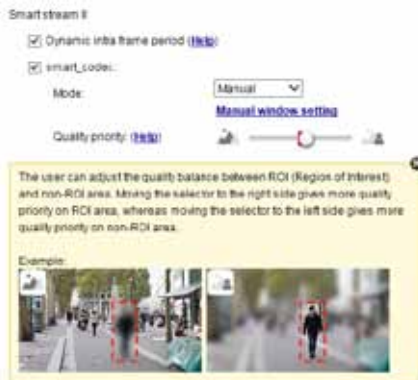 Smart stream II
Dynamic intra frame period (Help)
smart_codec:
Mode: Manual
Manual window setting
Quality priority: (Help)
The user can adjust the quality balance between ROI (Region of Interest)
and non-ROI area. Moving the selector to the right side gives more quality
priority on ROI area, whereas moving the selector to the left side gives more
quality priority on non-ROI area.
Example: